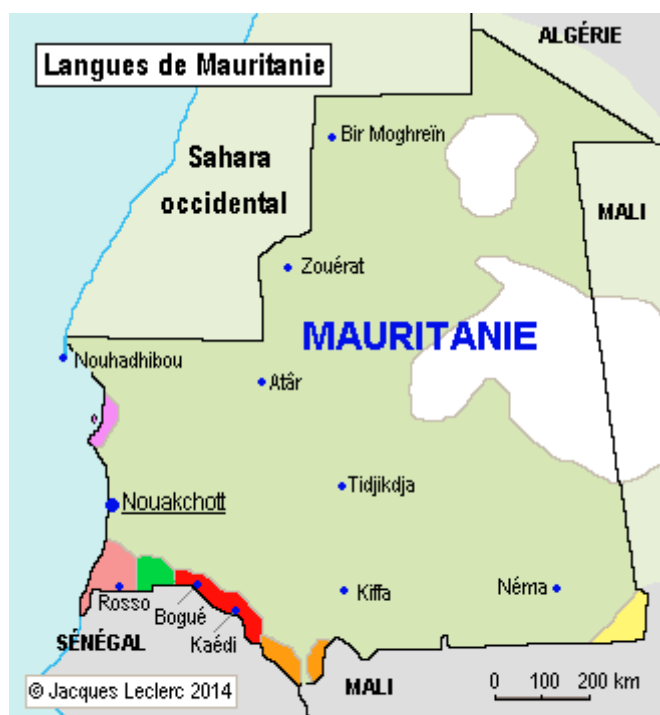 ALGÉRIE
Langues de Mauritanie
Bir Moghreïn
Sahara
occidental
MALI
Zouérat
MAURITANIE
Nouhadhibou
Atâr
Tidjikdja
Nouakchott
Kiffa
Néma
Rosso
Bogué
SÉNÉGAL
Kaédi
MALI
0 100 200 km
© Jacques Leclerc 2014